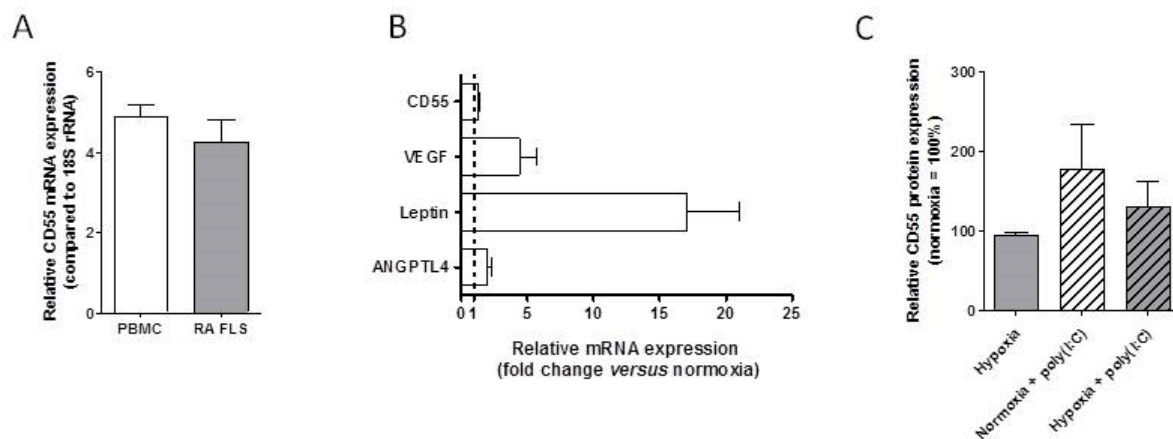 A
Relative CD55 mRNA expression
(compared to 18S rRNA)
6
4
2
0
PBMC
RA FLS
B
CD55
VEGF
Leptin
ANGPTL4
0 1 5 10 15 20 25
Relative mRNA expression
(fold change versus normoxia)
C
Relative CD55 protein expression
(normoxia = 100%)
300
200
100
0
Hypoxia
Normoxia + poly(I:C)
Hypoxia + poly(I:C)